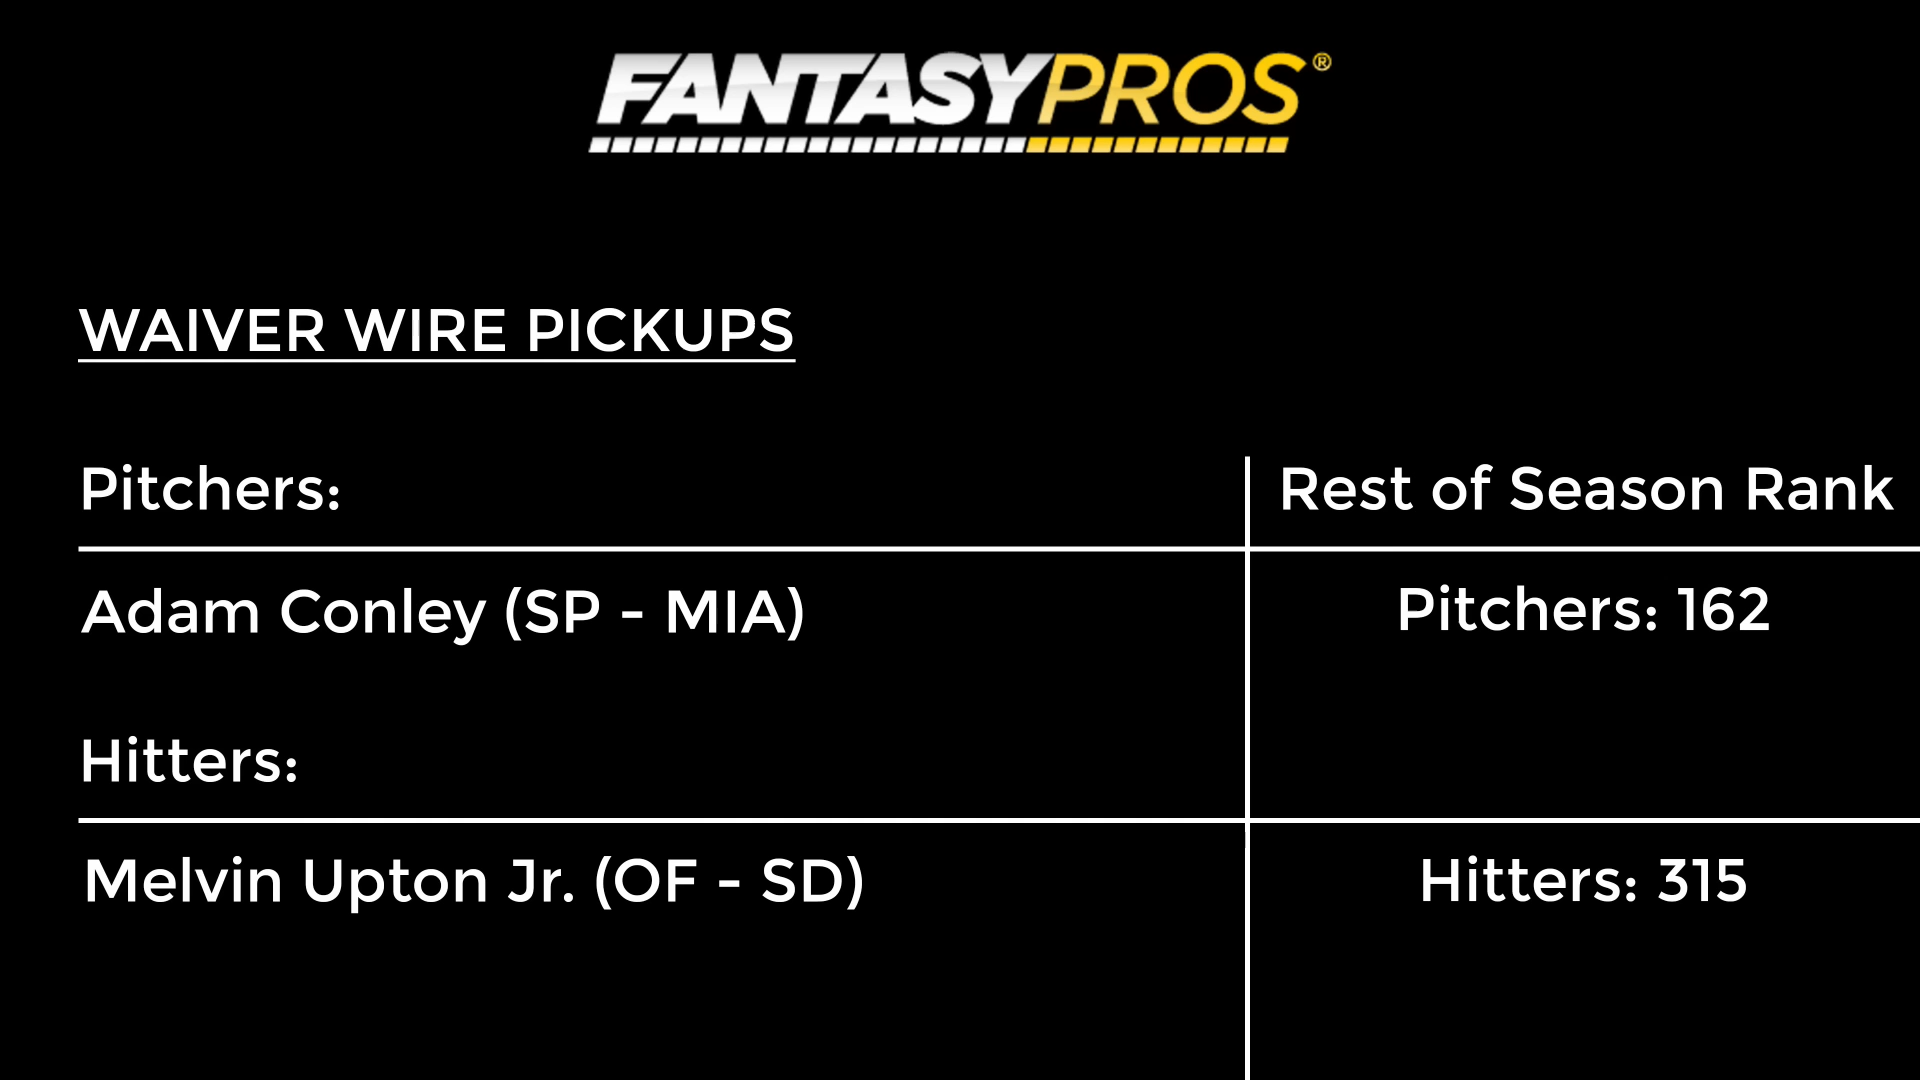 FANTASYPROS®
WAIVER WIRE PICKUPS
Pitchers:
Rest of Season Rank
Adam Conley (SP - MIA)
Pitchers: 162
Hitters:
Melvin Upton Jr. (OF - SD)
Hitters: 315